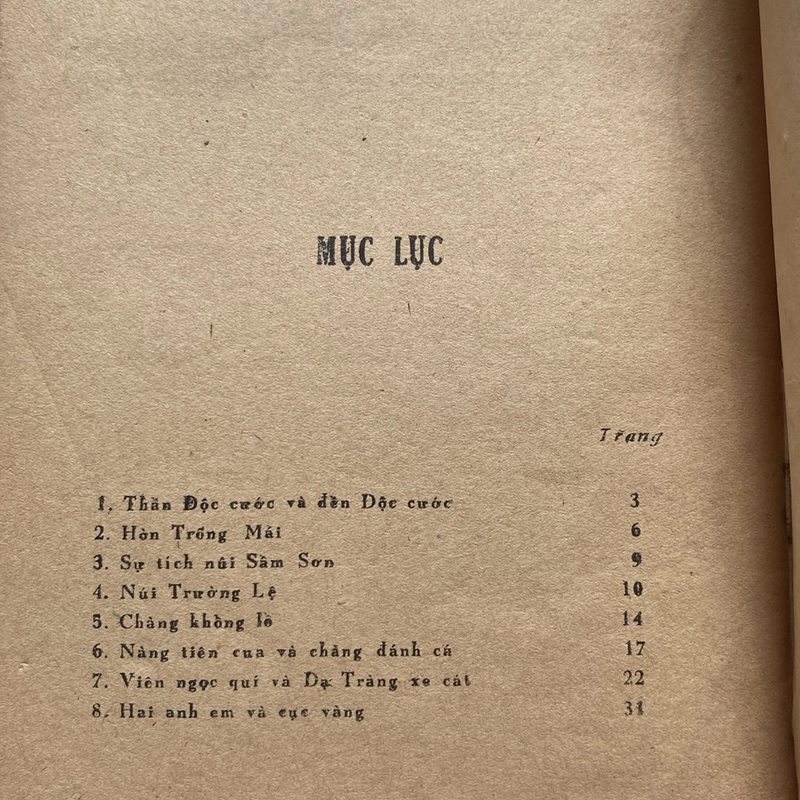 MỤC LỤC
Trang
1. Thần Độc cước và đền Độc cước 3
2. Hòn Trống Mái 6
3. Sự tích núi Sầm Sơn 9
4. Núi Trường Lệ 10
5. Chàng khổng lồ 14
6. Nàng tiên cua và chàng đánh cá 17
7. Viên ngọc quí và Dạ Tràng xe cát 22
8. Hai anh em và cục vàng 31